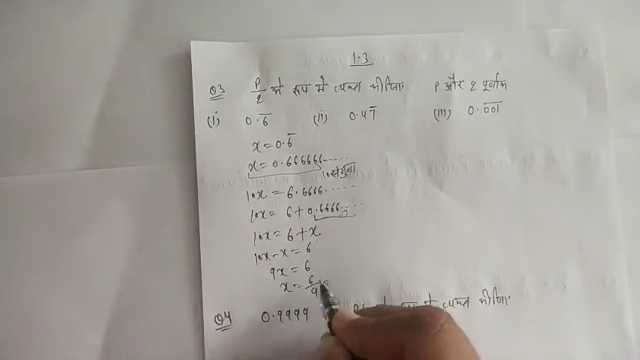 1.3
Q3 P/q के रूप में व्यक्त कीजिए P और q पूर्णांक
(i) 0.6̅ (ii) 0.47̅ (iii) 0.0̅0̅1̅
x = 0.6̅
x = 0.666666.....
10x = 6.6666.....
10x = 6 + 0.6666....
10x = 6 + x
10x - x = 6
9x = 6
x = 6/9
Q4 0.9999 के रूप में व्यक्त कीजिए